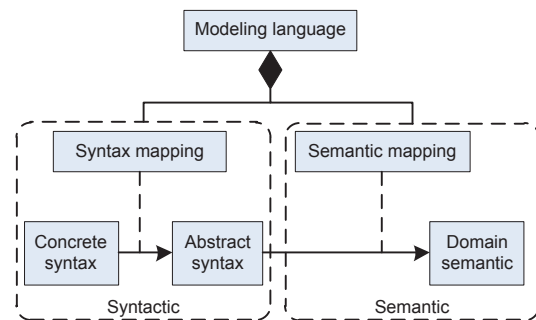 Modeling language
Syntax mapping
Semantic mapping
Concrete
syntax
Abstract
syntax
Domain
semantic
Syntactic
Semantic